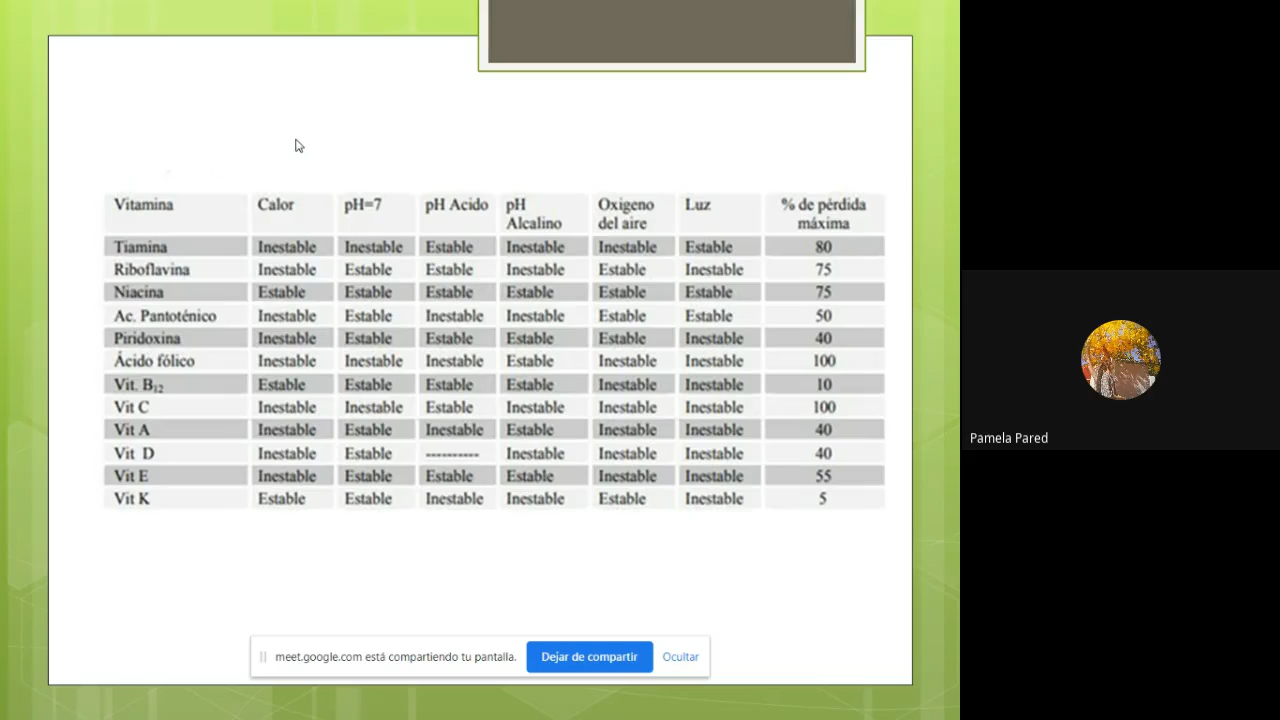 Vitamina Calor pH=7 pH Acido pH Alcalino Oxigeno del aire Luz % de pérdida máxima
Tiamina Inestable Inestable Estable Inestable Inestable Estable 80
Riboflavina Inestable Estable Estable Inestable Estable Inestable 75
Niacina Estable Estable Estable Estable Estable Estable 75
Ac. Pantoténico Inestable Estable Inestable Inestable Estable Estable 50
Piridoxina Inestable Estable Estable Estable Estable Inestable 40
Ácido fólico Inestable Inestable Inestable Estable Inestable Inestable 100
Vit. B12 Estable Estable Estable Estable Inestable Inestable 10
Vit C Inestable Inestable Estable Inestable Inestable Inestable 100
Vit A Inestable Estable Inestable Estable Inestable Inestable 40
Vit D Inestable Estable ---------- Inestable Inestable Inestable 40
Vit E Inestable Estable Estable Estable Inestable Inestable 55
Vit K Estable Estable Inestable Inestable Estable Inestable 5
Pamela Pared
meet.google.com está compartiendo tu pantalla. Dejar de compartir Ocultar